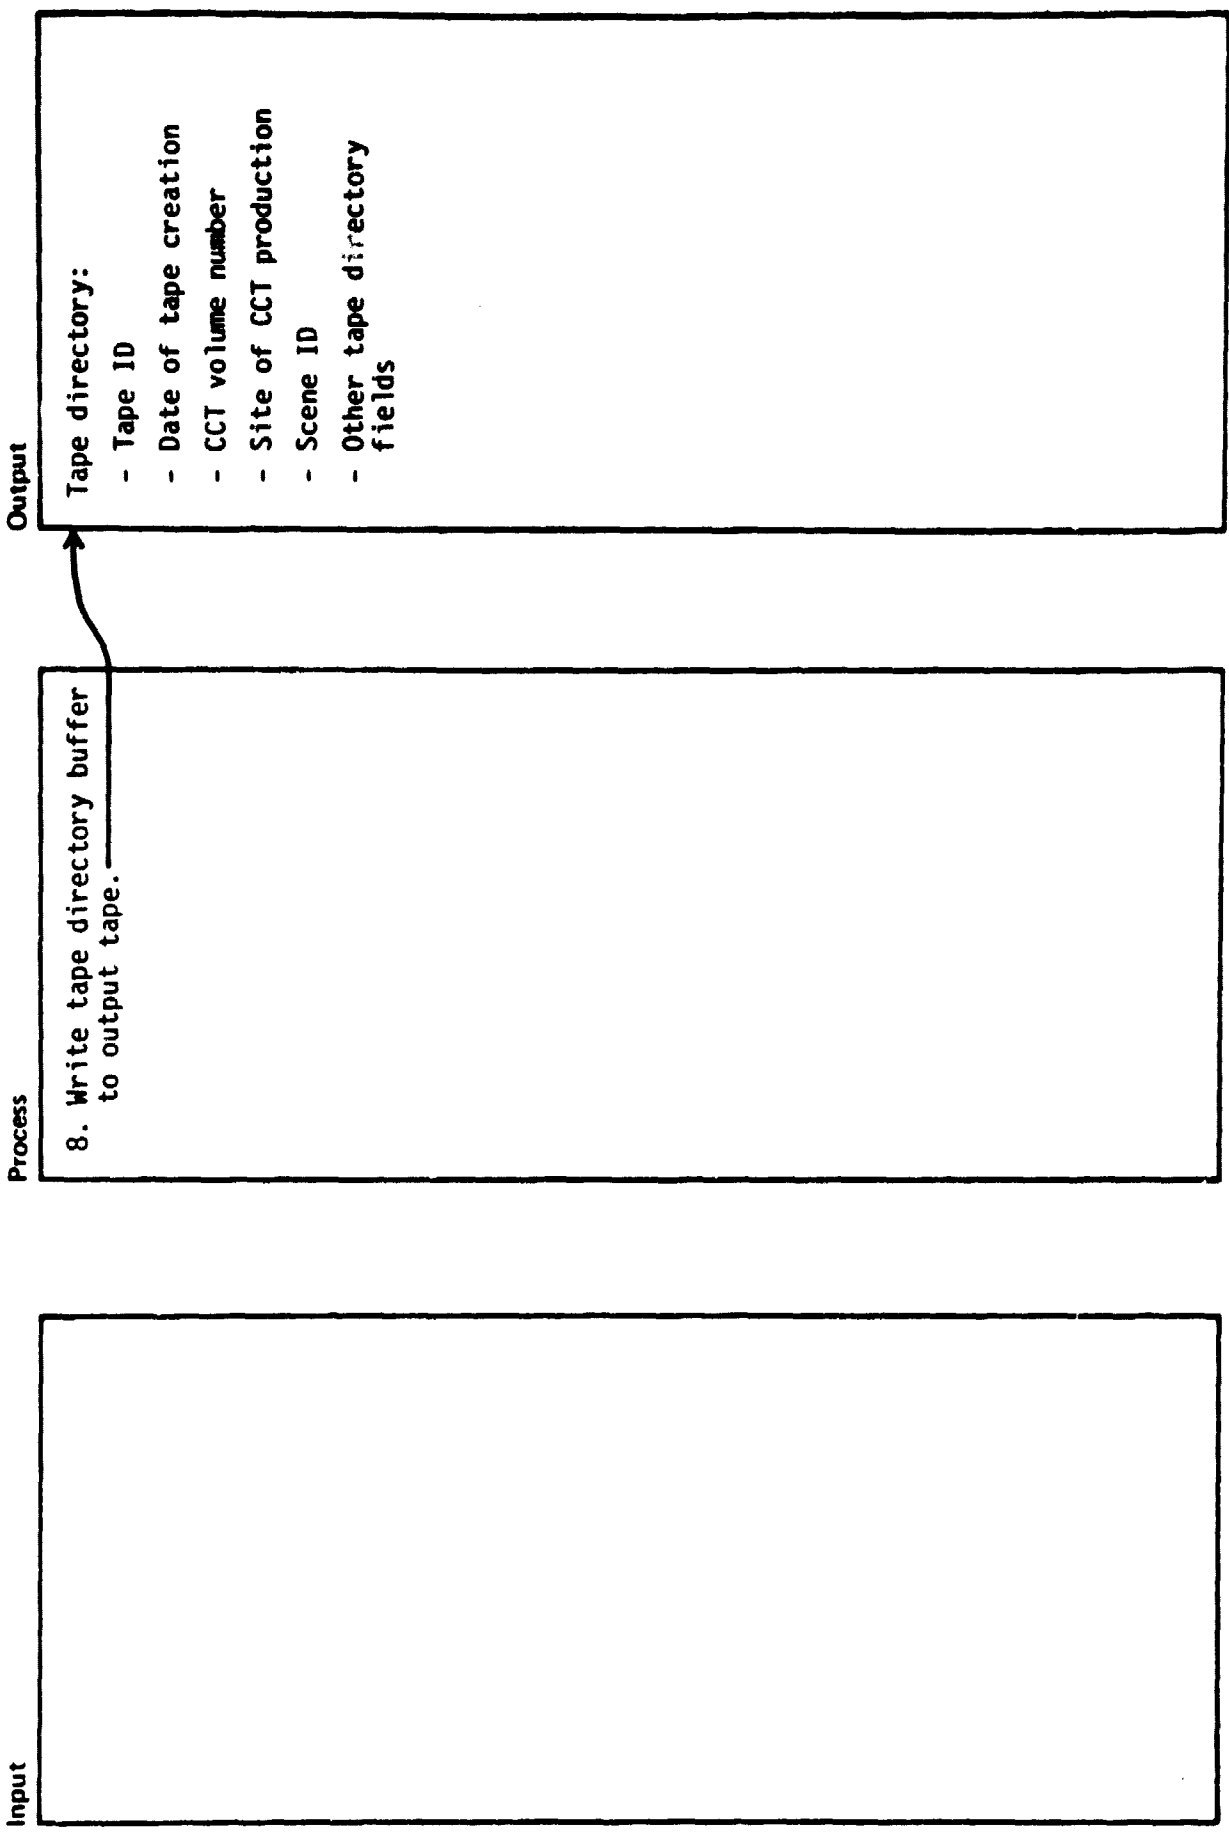 Input
Process
8. Write tape directory buffer
to output tape.
Output
Tape directory:
- Tape ID
- Date of tape creation
- CCT volume number
- Site of CCT production
- Scene ID
- Other tape directory
fields